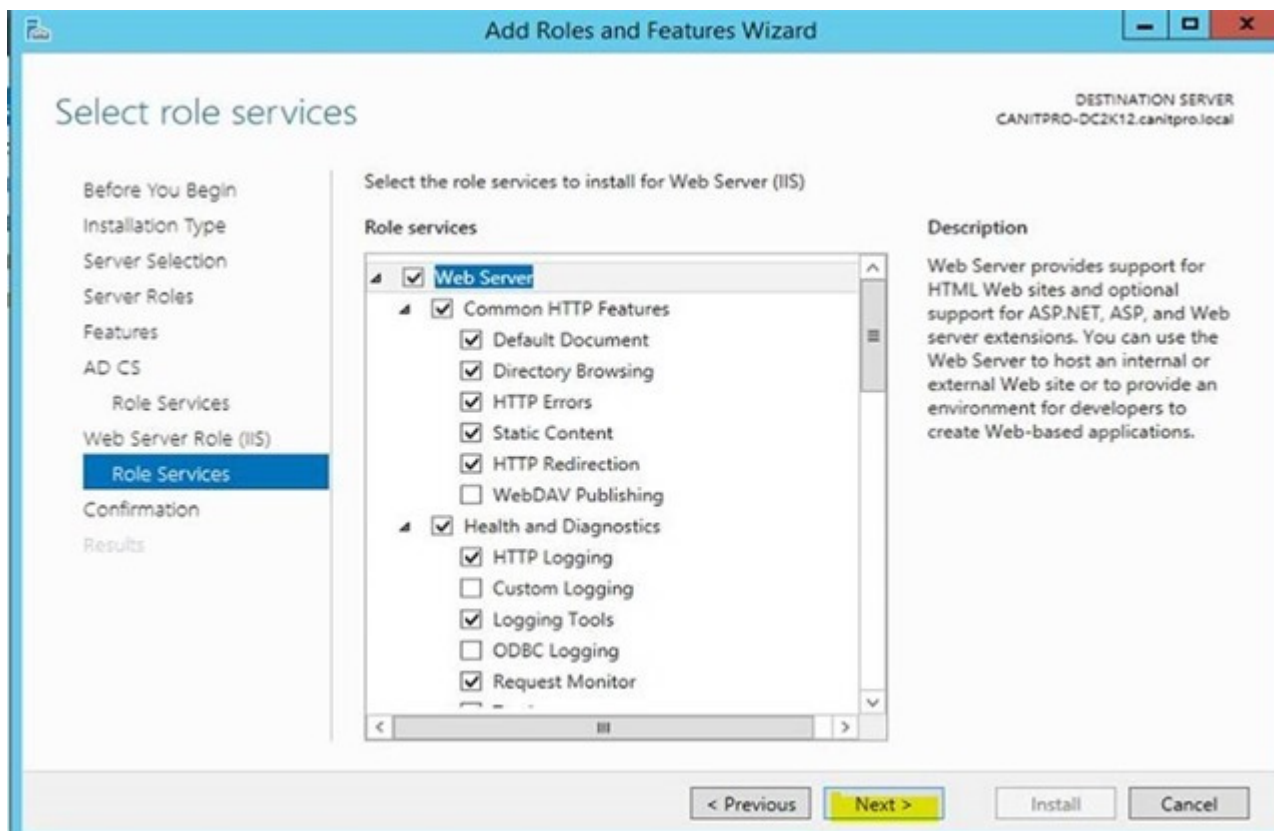 Add Roles and Features Wizard
Select role services
DESTINATION SERVER
CANITPRO-DC2K12.canitpro.local
Before You Begin
Installation Type
Server Selection
Server Roles
Features
AD CS
Role Services
Web Server Role (IIS)
Role Services
Confirmation
Results
Select the role services to install for Web Server (IIS)
Role services
Web Server
Common HTTP Features
Default Document
Directory Browsing
HTTP Errors
Static Content
HTTP Redirection
WebDAV Publishing
Health and Diagnostics
HTTP Logging
Custom Logging
Logging Tools
ODBC Logging
Request Monitor
Description
Web Server provides support for
HTML Web sites and optional
support for ASP.NET, ASP, and Web
server extensions. You can use the
Web Server to host an internal or
external Web site or to provide an
environment for developers to
create Web-based applications.
< Previous
Next >
Install
Cancel